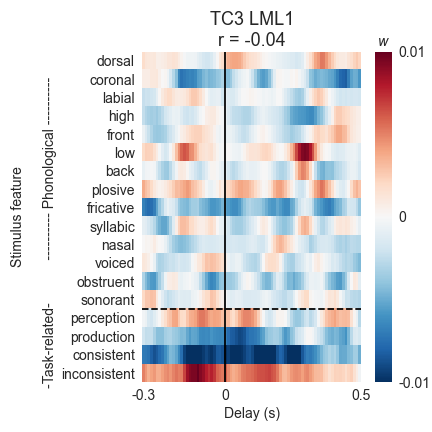 TC3 LML1
r = -0.04
w
dorsal
coronal
labial
high
front
low
back
plosive
fricative
syllabic
nasal
voiced
obstruent
sonorant
perception
production
consistent
inconsistent
Stimulus feature
-Task-related- ---------- Phonological ----------
0.01
0
-0.01
-0.3 0 0.5
Delay (s)